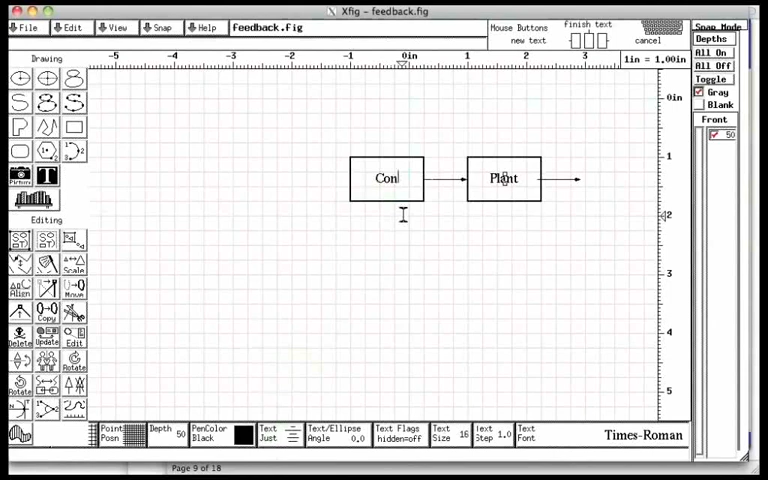 Xfig – feedback.fig
File Edit View Snap Help feedback.fig
Mouse Buttons finish text
new text cancel
Snap Mode
-5 -4 -3 -2 -1 0in 1 2 3 1in = 1.00in
Drawing
Depths
All On
All Off
Toggle
Gray
Blank
Front
50
0in
1
2
3
4
5
Con
Plant
Picture
T
Editing
Scale
Align
Move
Copy
Delete
Update
Edit
Rotate
Rotate
Point
Posn
Depth 50
PenColor
Black
Text
Just
Text/Ellipse
Angle 0.0
Text Flags
hidden=off
Text
Size 16
Text
Step 1.0
Text
Font
Times-Roman
Page 9 of 18